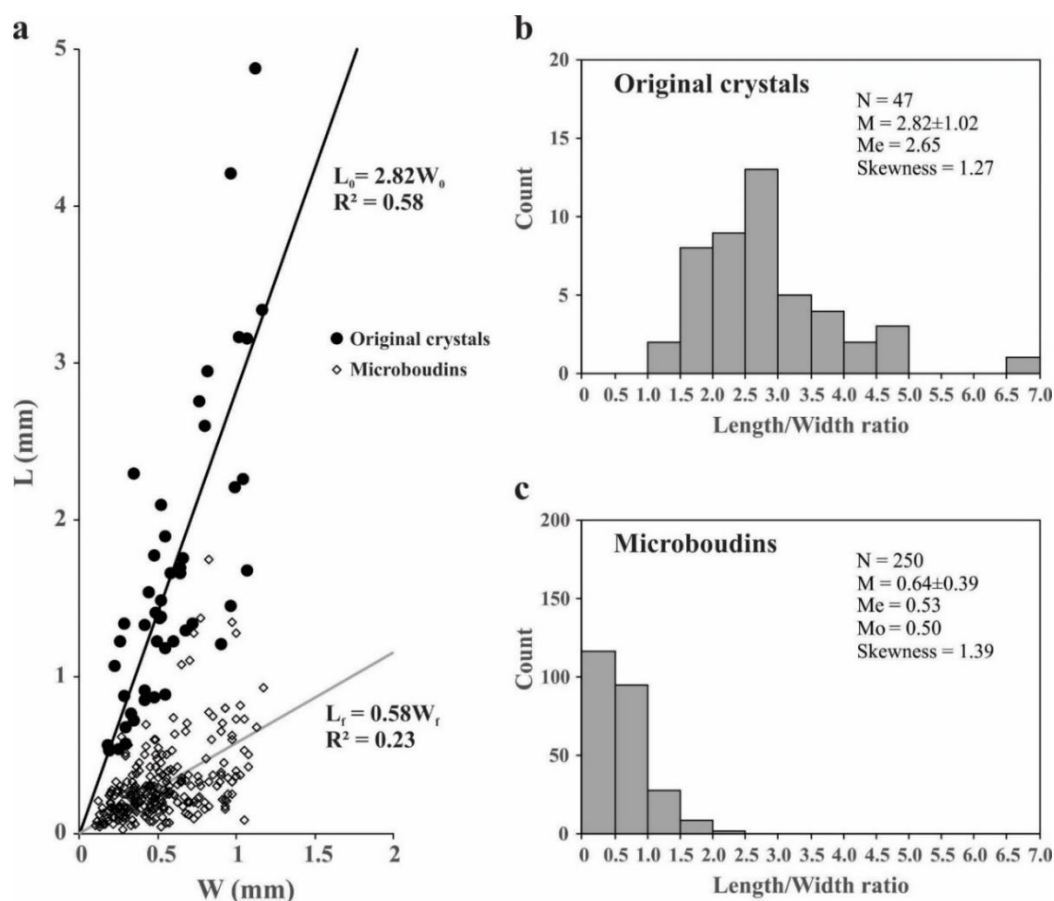 a
5
4
3
2
1
0
L (mm)
0
0.5
1
1.5
2
W (mm)
L₀= 2.82W₀
R² = 0.58
Original crystals
Microboudins
L_f = 0.58W_f
R² = 0.23
b
20
15
10
5
0
Count
Original crystals
N = 47
M = 2.82±1.02
Me = 2.65
Skewness = 1.27
0 0.5 1.0 1.5 2.0 2.5 3.0 3.5 4.0 4.5 5.0 5.5 6.0 6.5 7.0
Length/Width ratio
c
200
150
100
50
0
Count
Microboudins
N = 250
M = 0.64±0.39
Me = 0.53
Mo = 0.50
Skewness = 1.39
0 0.5 1.0 1.5 2.0 2.5 3.0 3.5 4.0 4.5 5.0 5.5 6.0 6.5 7.0
Length/Width ratio